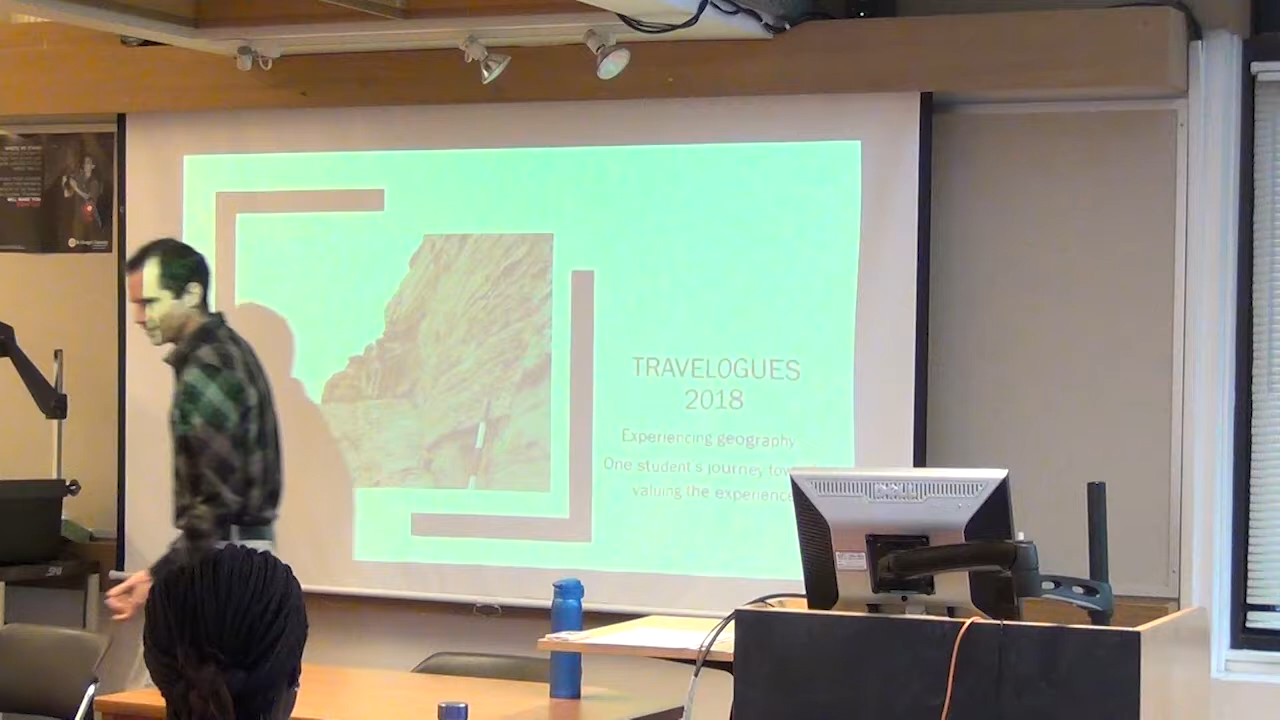 TRAVELOGUES
2018
Experiencing geography
One student's journey
valuing the experience